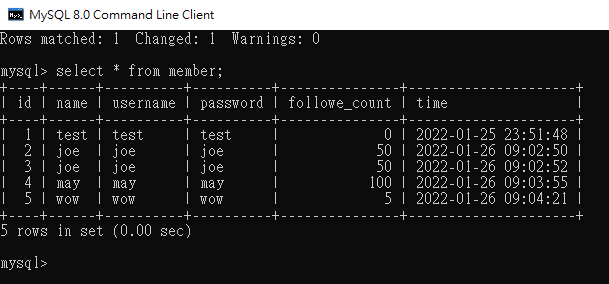 MySQL 8.0 Command Line Client
Rows matched: 1  Changed: 1  Warnings: 0
mysql> select * from member;
+----+------+----------+----------+---------------+---------------------+
| id | name | username | password | followe_count | time                |
+----+------+----------+----------+---------------+---------------------+
|  1 | test | test     | test     |             0 | 2022-01-25 23:51:48 |
|  2 | joe  | joe      | joe      |            50 | 2022-01-26 09:02:50 |
|  3 | joe  | joe      | joe      |            50 | 2022-01-26 09:02:52 |
|  4 | may  | may      | may      |           100 | 2022-01-26 09:03:55 |
|  5 | wow  | wow      | wow      |             5 | 2022-01-26 09:04:21 |
+----+------+----------+----------+---------------+---------------------+
5 rows in set (0.00 sec)
mysql>